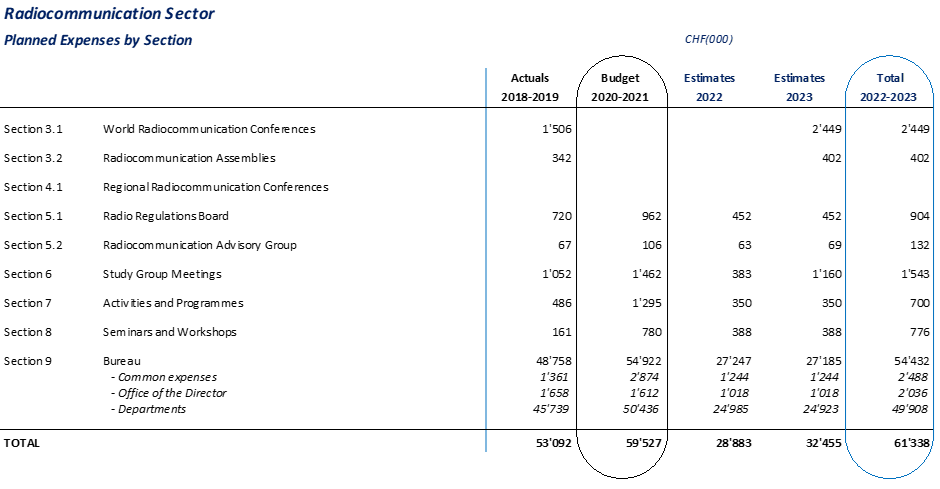 Radiocommunication Sector
Planned Expenses by Section CHF(000)
Actuals Budget Estimates Estimates Total
2018-2019 2020-2021 2022 2023 2022-2023
Section 3.1 World Radiocommunication Conferences 1'506 2'449 2'449
Section 3.2 Radiocommunication Assemblies 342 402 402
Section 4.1 Regional Radiocommunication Conferences
Section 5.1 Radio Regulations Board 720 962 452 452 904
Section 5.2 Radiocommunication Advisory Group 67 106 63 69 132
Section 6 Study Group Meetings 1'052 1'462 383 1'160 1'543
Section 7 Activities and Programmes 486 1'295 350 350 700
Section 8 Seminars and Workshops 161 780 388 388 776
Section 9 Bureau 48'758 54'922 27'247 27'185 54'432
- Common expenses 1'361 2'874 1'244 1'244 2'488
- Office of the Director 1'658 1'612 1'018 1'018 2'036
- Departments 45'739 50'436 24'985 24'923 49'908
TOTAL 53'092 59'527 28'883 32'455 61'338